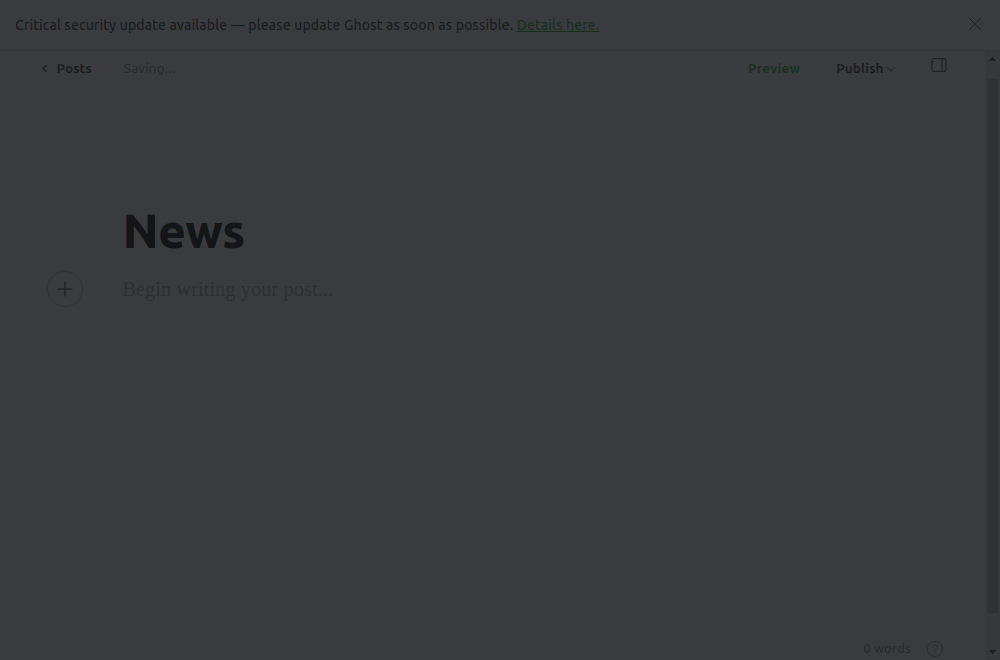 Critical security update available — please update Ghost as soon as possible. Details here.
Posts
Saving...
Preview
Publish
News
Begin writing your post...
0 words
?